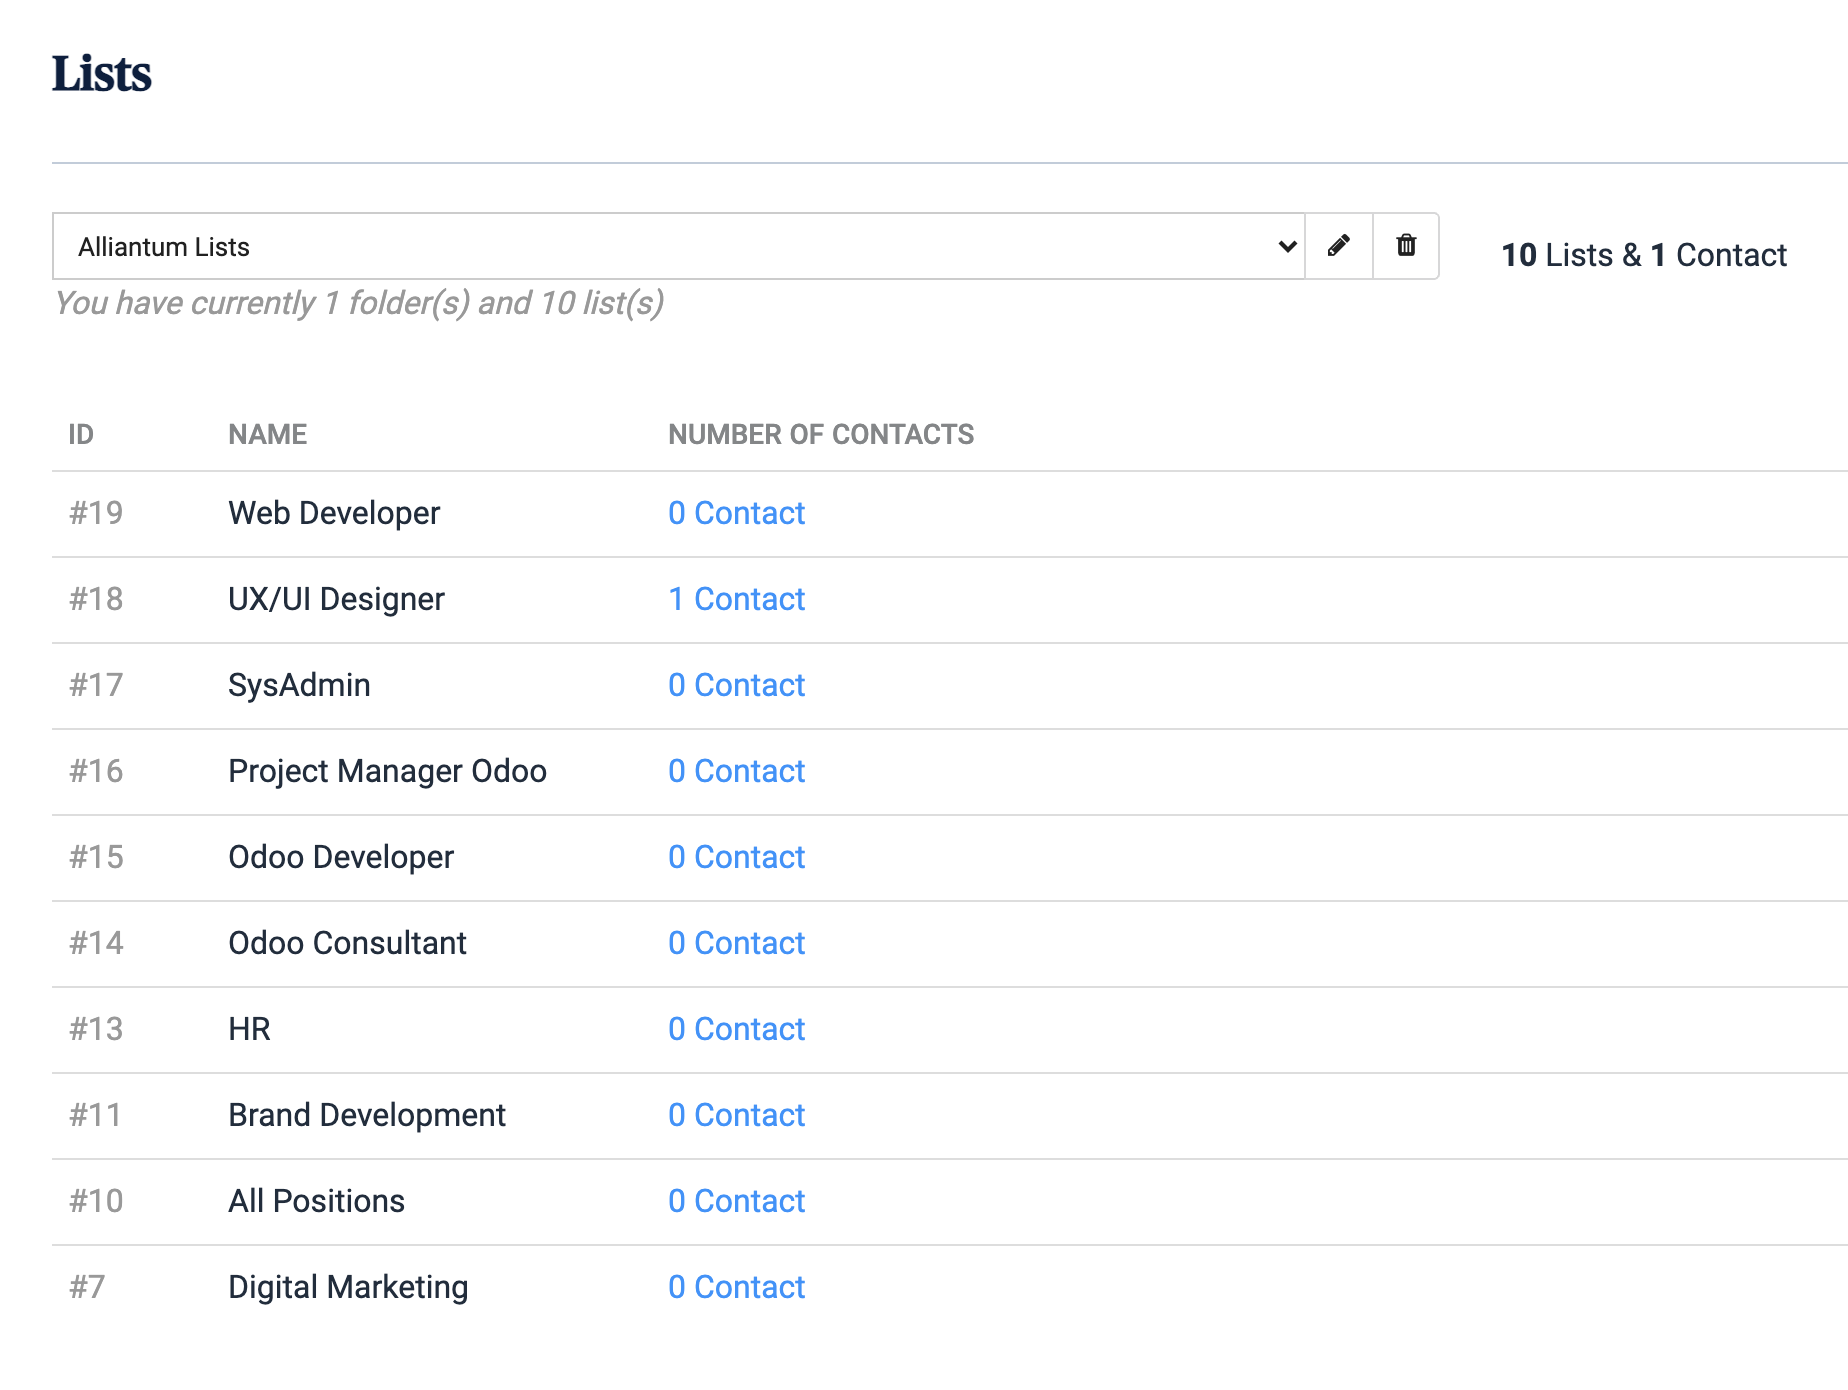 Lists
Alliantum Lists
10 Lists & 1 Contact
You have currently 1 folder(s) and 10 list(s)
ID NAME NUMBER OF CONTACTS
#19 Web Developer 0 Contact
#18 UX/UI Designer 1 Contact
#17 SysAdmin 0 Contact
#16 Project Manager Odoo 0 Contact
#15 Odoo Developer 0 Contact
#14 Odoo Consultant 0 Contact
#13 HR 0 Contact
#11 Brand Development 0 Contact
#10 All Positions 0 Contact
#7 Digital Marketing 0 Contact